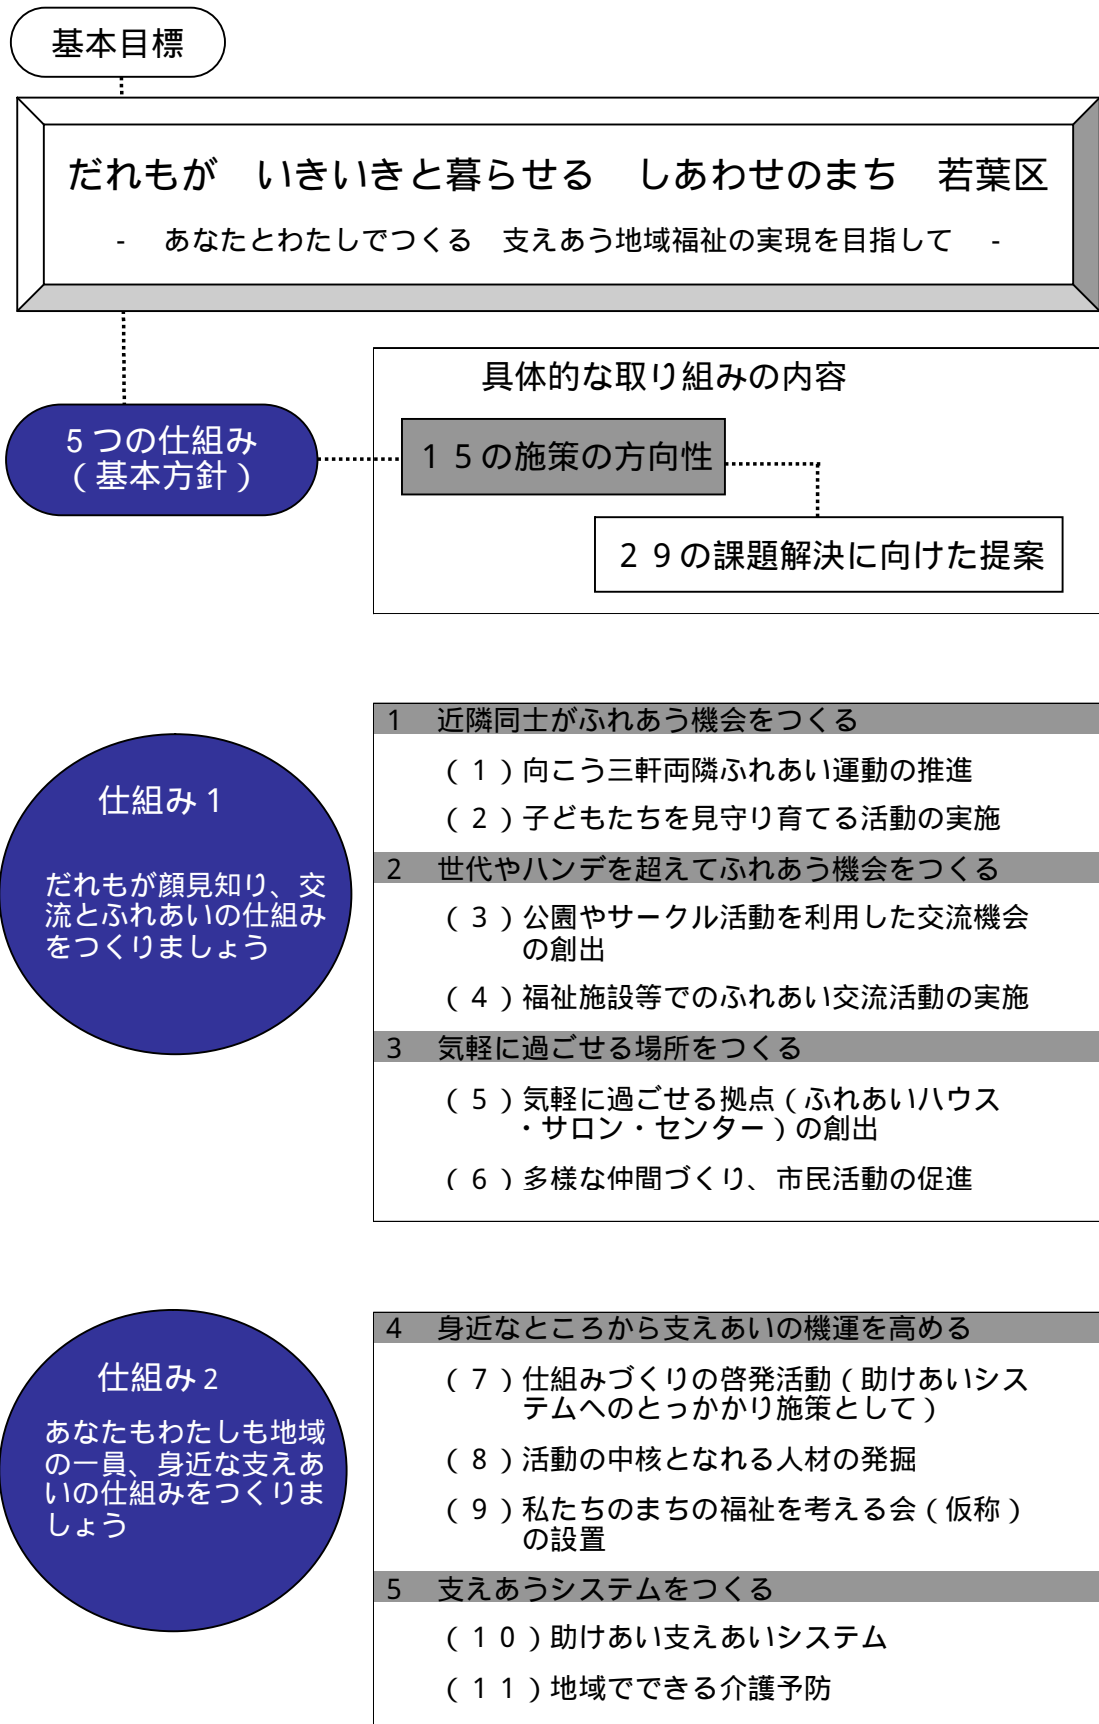 基本目標
だれもが　いきいきと暮らせる　しあわせのまち　若葉区
-　あなたとわたしでつくる　支えあう地域福祉の実現を目指して　-
具体的な取り組みの内容
５つの仕組み
（基本方針）
１５の施策の方向性
２９の課題解決に向けた提案
仕組み１
だれもが顔見知り、交
流とふれあいの仕組み
をつくりましょう
1　近隣同士がふれあう機会をつくる
（１）向こう三軒両隣ふれあい運動の推進
（２）子どもたちを見守り育てる活動の実施
2　世代やハンデを超えてふれあう機会をつくる
（３）公園やサークル活動を利用した交流機会
の創出
（４）福祉施設等でのふれあい交流活動の実施
3　気軽に過ごせる場所をつくる
（５）気軽に過ごせる拠点（ふれあいハウス
・サロン・センター）の創出
（６）多様な仲間づくり、市民活動の促進
仕組み２
あなたもわたしも地域
の一員、身近な支えあ
いの仕組みをつくりま
しょう
4　身近なところから支えあいの機運を高める
（７）仕組みづくりの啓発活動（助けあいシス
テムへのとっかかり施策として）
（８）活動の中核となれる人材の発掘
（９）私たちのまちの福祉を考える会（仮称）
の設置
5　支えあうシステムをつくる
（１０）助けあい支えあいシステム
（１１）地域でできる介護予防